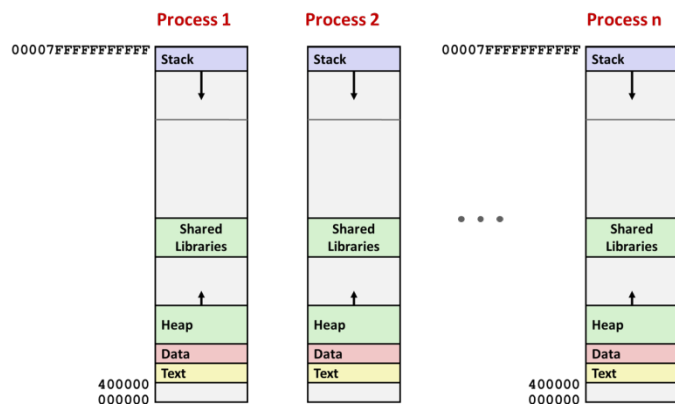 Process 1
Process 2
Process n
00007FFFFFFFFFFF
00007FFFFFFFFFFF
Stack
Stack
Stack
• • •
Shared
Libraries
Shared
Libraries
Shared
Libraries
Heap
Heap
Heap
Data
Data
Data
Text
Text
Text
400000
000000
400000
000000